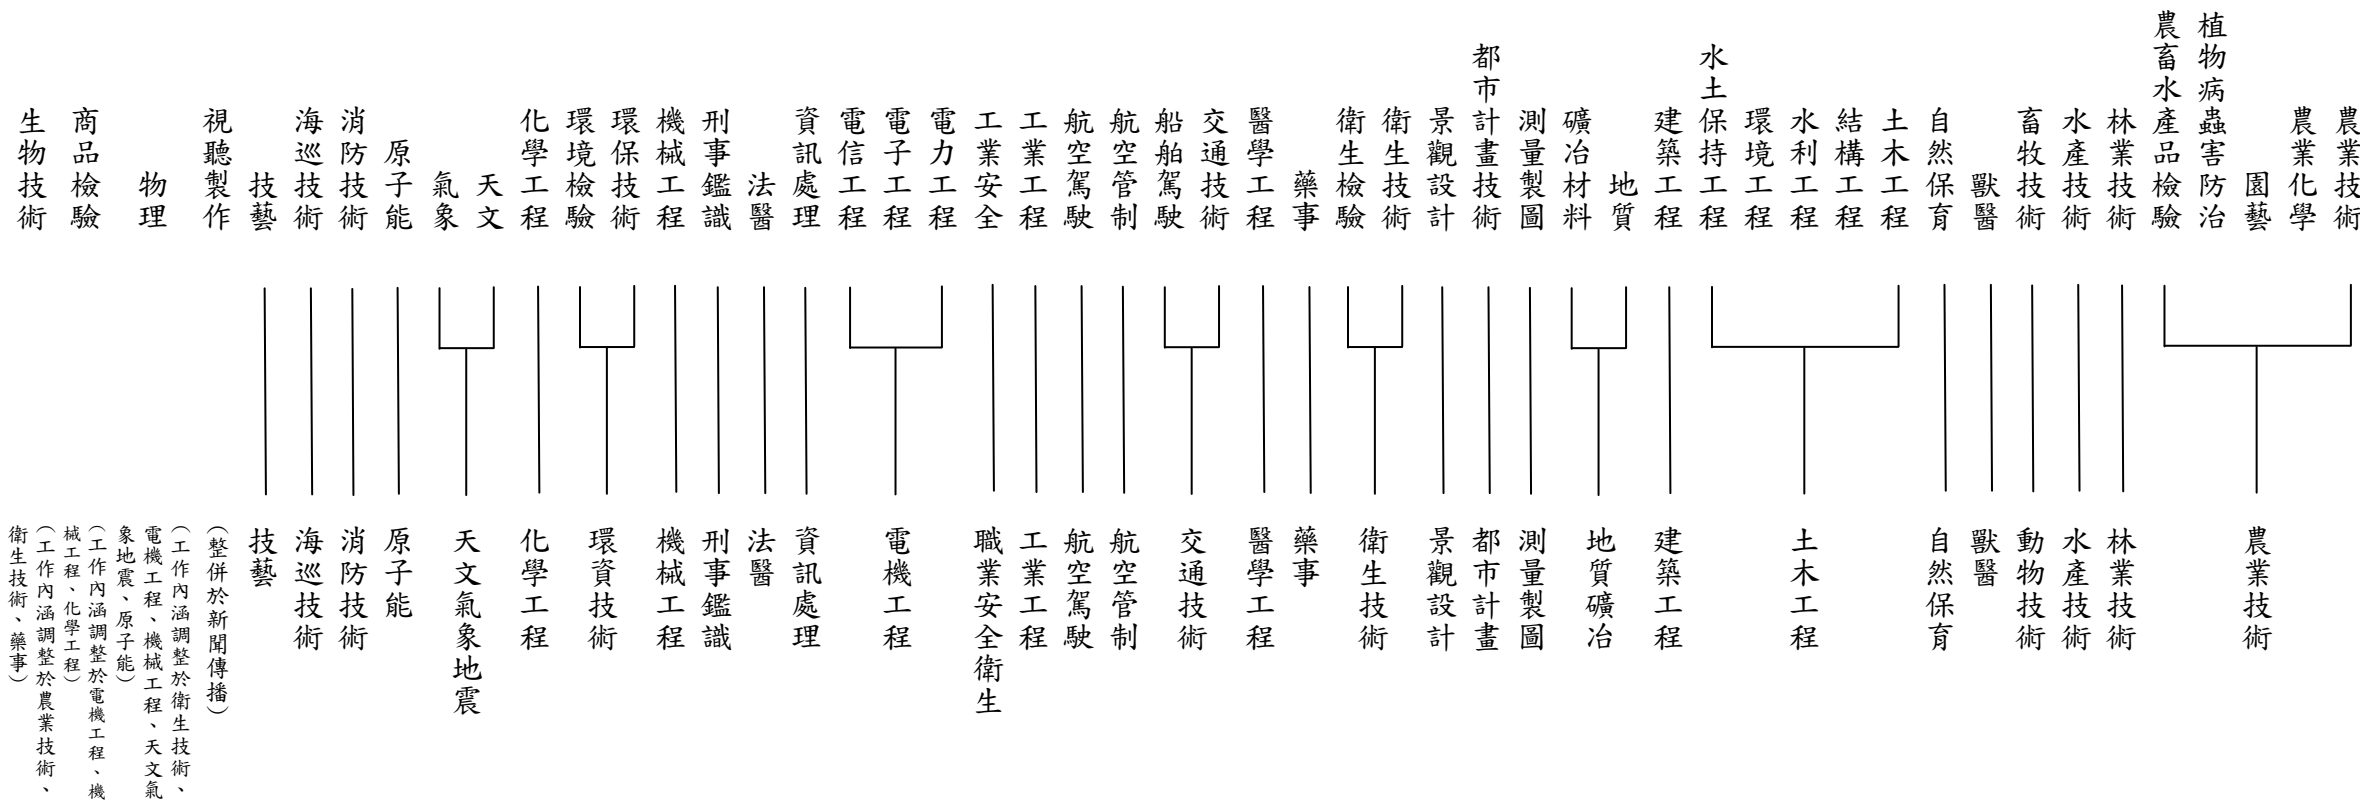 農業技術
農業化學
園藝
植物病蟲害防治
農畜水產品檢驗
林業技術
水產技術
畜牧技術
獸醫
自然保育
土木工程
結構工程
水利工程
環境工程
水土保持工程
建築工程
地質
礦冶材料
測量製圖
都市計畫技術
景觀設計
衛生技術
衛生檢驗
藥事
醫學工程
交通技術
船舶駕駛
航空管制
航空駕駛
工業工程
工業安全
電力工程
電子工程
電信工程
資訊處理
法醫
刑事鑑識
機械工程
環保技術
環境檢驗
化學工程
天文
氣象
原子能
消防技術
海巡技術
技藝
視聽製作
物理
商品檢驗
生物技術
農業技術
林業技術
水產技術
動物技術
獸醫
自然保育
土木工程
建築工程
地質礦冶
測量製圖
都市計畫
景觀設計
衛生技術
藥事
醫學工程
交通技術
航空管制
航空駕駛
工業工程
職業安全衛生
電機工程
資訊處理
法醫
刑事鑑識
機械工程
環資技術
化學工程
天文氣象地震
原子能
消防技術
海巡技術
技藝
(整併於新聞傳播)
(工作內涵調整於衛生技術、
電機工程、機械工程、天文氣
象地震、原子能)
(工作內涵調整於電機工程、機
械工程、化學工程)
(工作內涵調整於農業技術、
衛生技術、藥事)